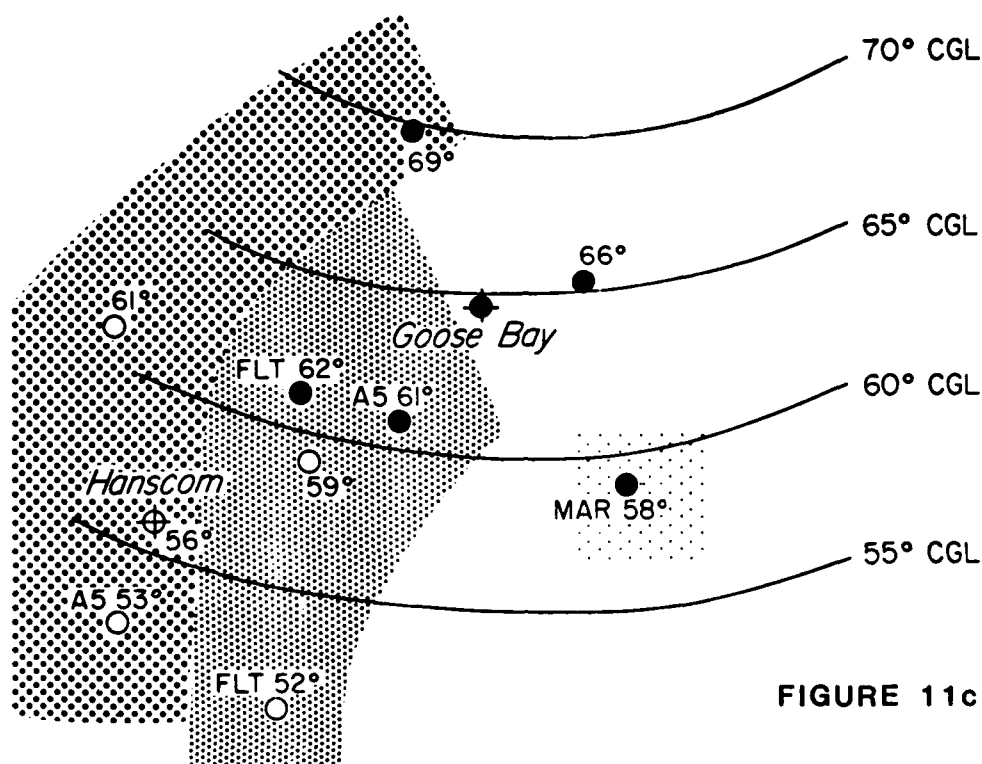 70° CGL
69°
65° CGL
66°
61°
Goose Bay
FLT 62°
A5 61°
60° CGL
Hanscom
59°
MAR 58°
56°
55° CGL
A5 53°
FLT 52°
FIGURE 11c